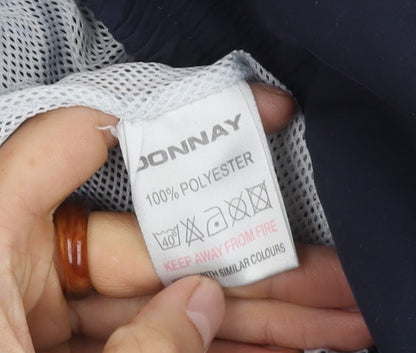 DONNAY
100% POLYESTER
40°
KEEP AWAY FROM FIRE
WITH SIMILAR COLOURS